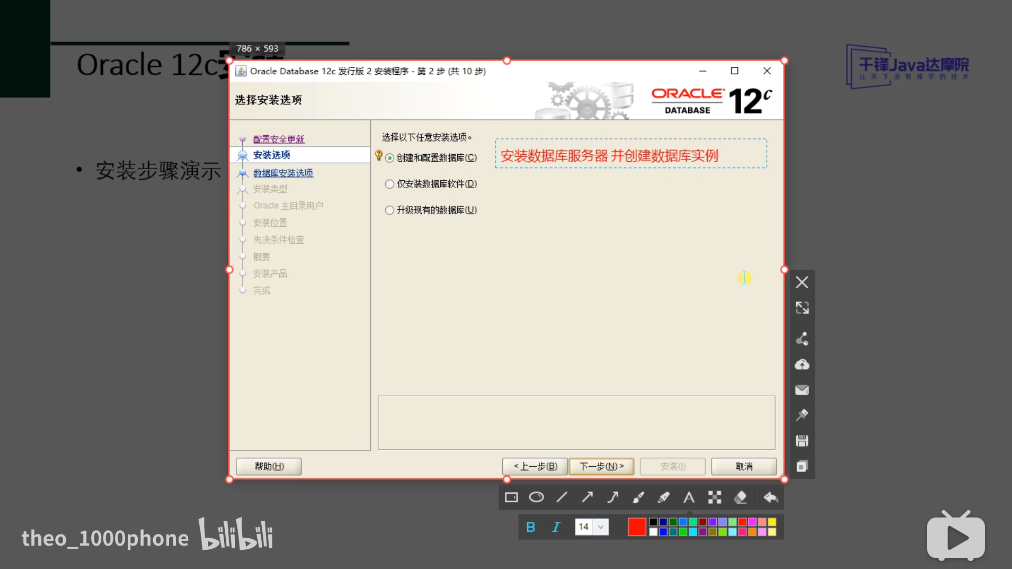 786 × 593
Oracle 12c安装
千锋Java达摩院
让天下没有难学的技术
Oracle Database 12c 发行版 2 安装程序 - 第 2 步 (共 10 步)
选择安装选项
ORACLE
DATABASE
12c
配置安全更新
安装选项
数据库安装选项
安装类型
Oracle 主目录用户
安装位置
先决条件检查
概要
安装产品
完成
选择以下任意安装选项。
创建和配置数据库(C)
安装数据库服务器 并创建数据库实例
仅安装数据库软件(D)
升级现有的数据库(U)
• 安装步骤演示
帮助(H)
< 上一步(B)
下一步(N) >
安装(I)
取消
A
B
I
14
theo_1000phone
bilibili